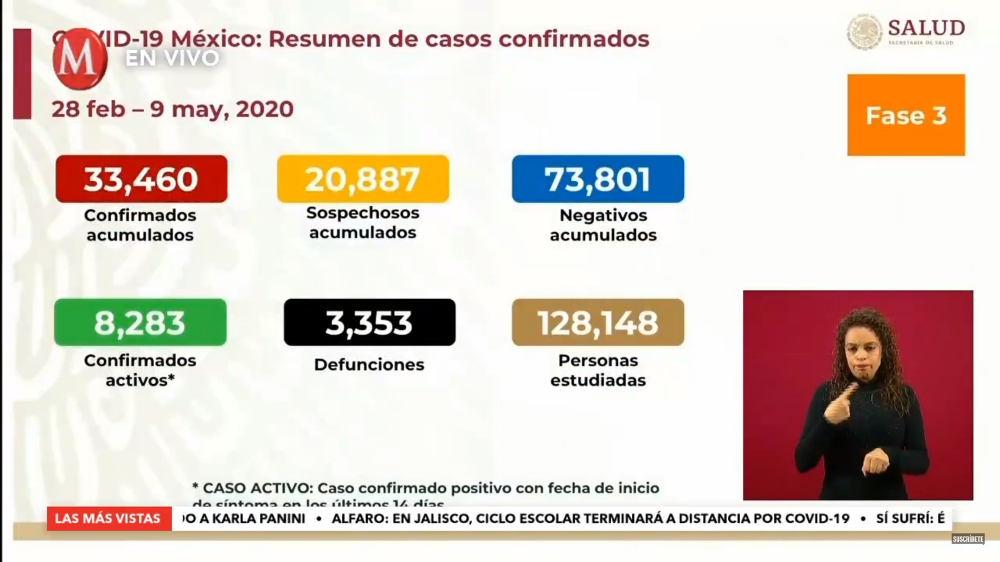 COVID-19 México: Resumen de casos confirmados
M
EN VIVO
28 feb – 9 may, 2020
SALUD
SECRETARÍA DE SALUD
Fase 3
33,460
Confirmados
acumulados
20,887
Sospechosos
acumulados
73,801
Negativos
acumulados
8,283
Confirmados
activos*
3,353
Defunciones
128,148
Personas
estudiadas
* CASO ACTIVO: Caso confirmado positivo con fecha de inicio
de síntoma en los últimos 14 días
LAS MÁS VISTAS
DO A KARLA PANINI • ALFARO: EN JALISCO, CICLO ESCOLAR TERMINARÁ A DISTANCIA POR COVID-19 • SÍ SUFRÍ: É
SUSCRÍBETE